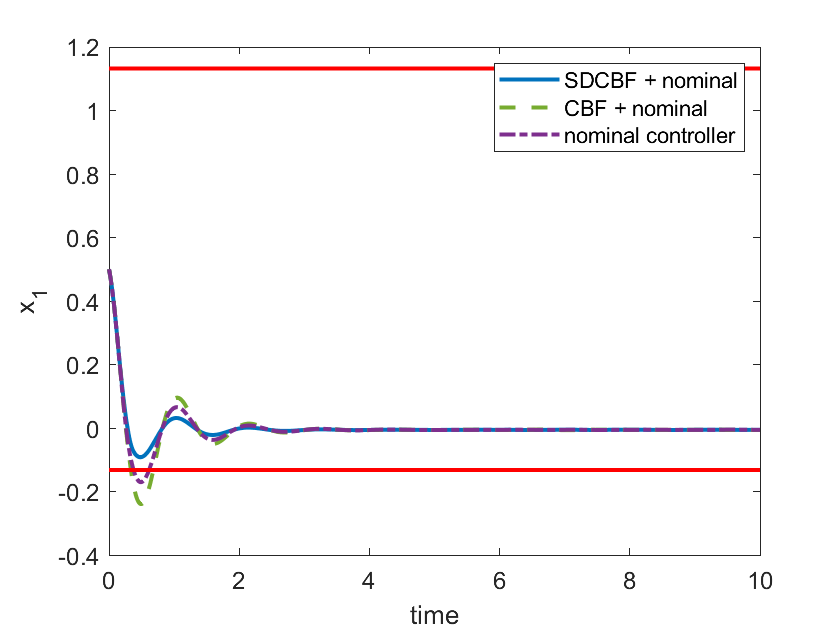 1.2
1
0.8
0.6
0.4
0.2
0
-0.2
-0.4
x1
0 2 4 6 8 10
time
SDCBF + nominal
CBF + nominal
nominal controller